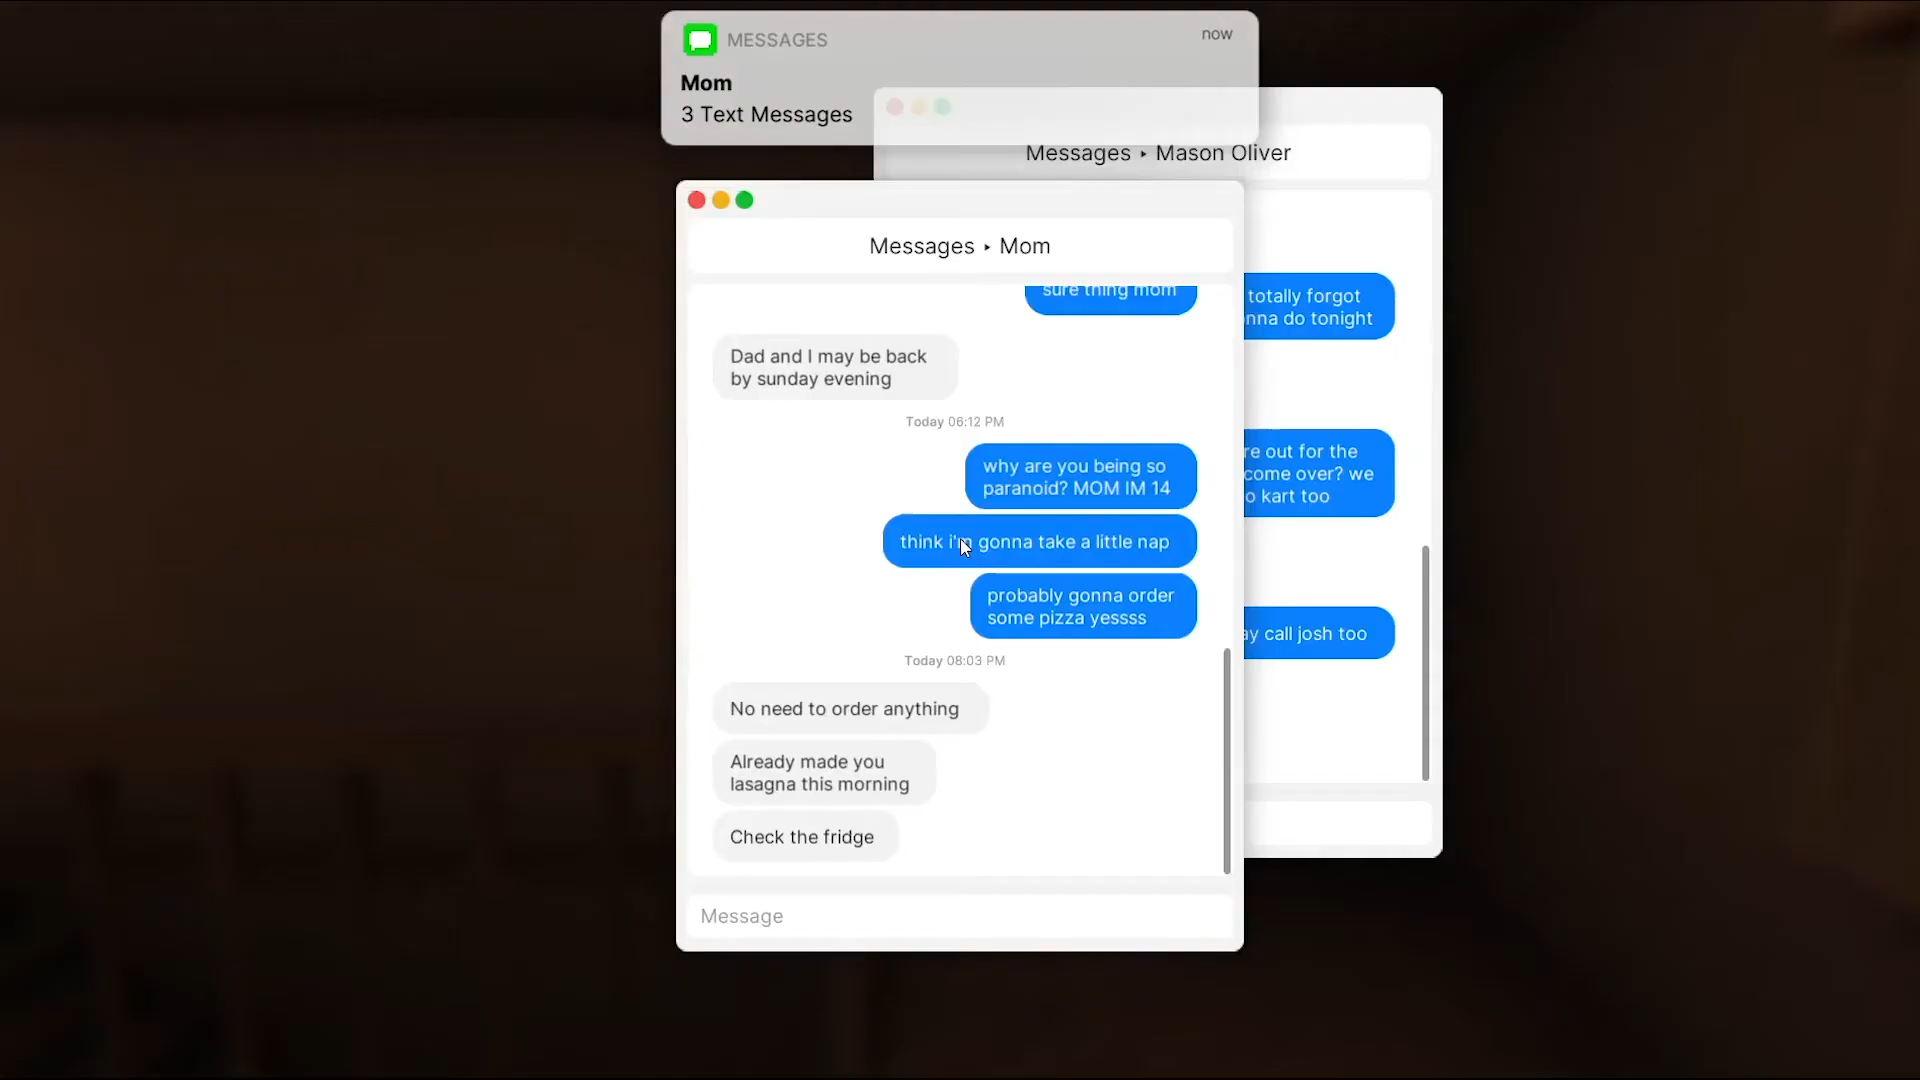 MESSAGES
now
Mom
3 Text Messages
Messages ‣ Mason Oliver
Messages ‣ Mom
sure thing mom
Dad and I may be back
by sunday evening
Today 06:12 PM
why are you being so
paranoid? MOM IM 14
think i'm gonna take a little nap
probably gonna order
some pizza yessss
Today 08:03 PM
No need to order anything
Already made you
lasagna this morning
Check the fridge
Message
totally forgot
do tonight
out for the
come over? we
kart too
call josh too